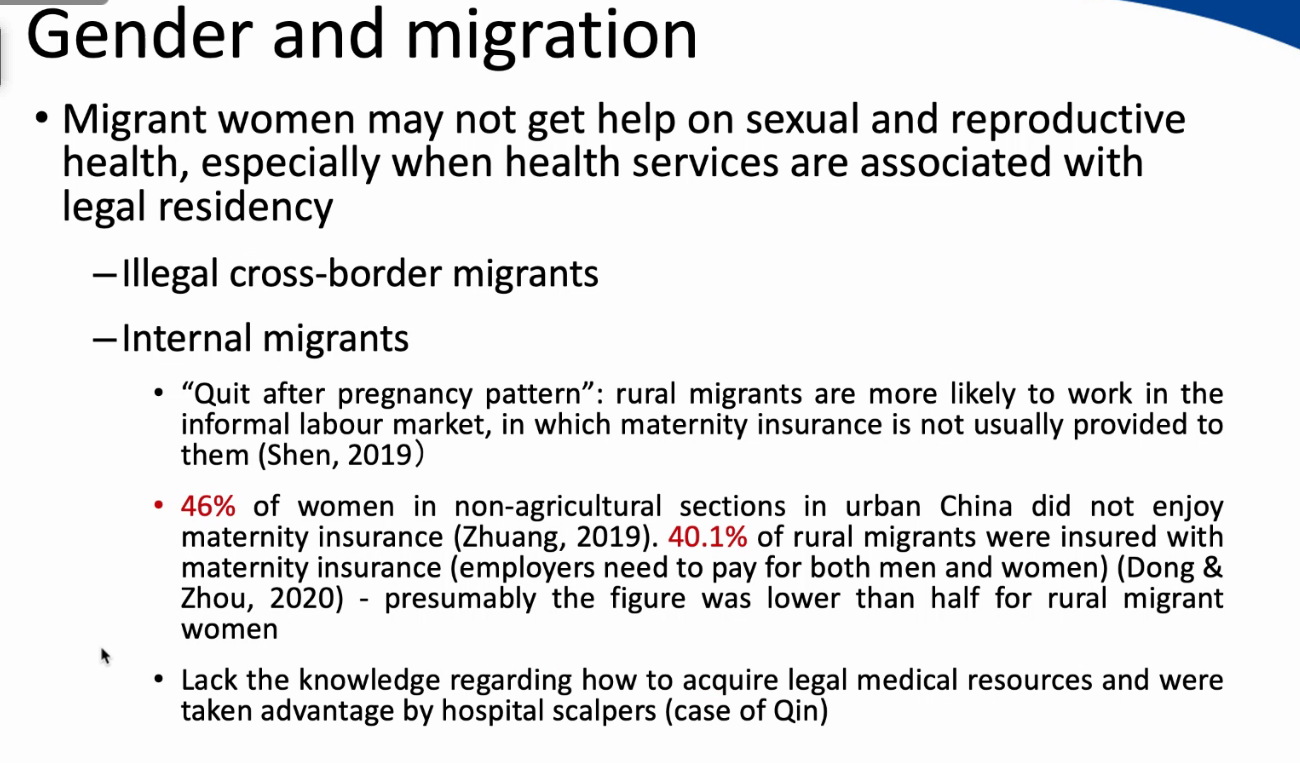 Gender and migration
• Migrant women may not get help on sexual and reproductive
health, especially when health services are associated with
legal residency
– Illegal cross-border migrants
– Internal migrants
• “Quit after pregnancy pattern”: rural migrants are more likely to work in the
informal labour market, in which maternity insurance is not usually provided to
them (Shen, 2019）
• 46% of women in non-agricultural sections in urban China did not enjoy
maternity insurance (Zhuang, 2019). 40.1% of rural migrants were insured with
maternity insurance (employers need to pay for both men and women) (Dong &
Zhou, 2020) - presumably the figure was lower than half for rural migrant
women
• Lack the knowledge regarding how to acquire legal medical resources and were
taken advantage by hospital scalpers (case of Qin)